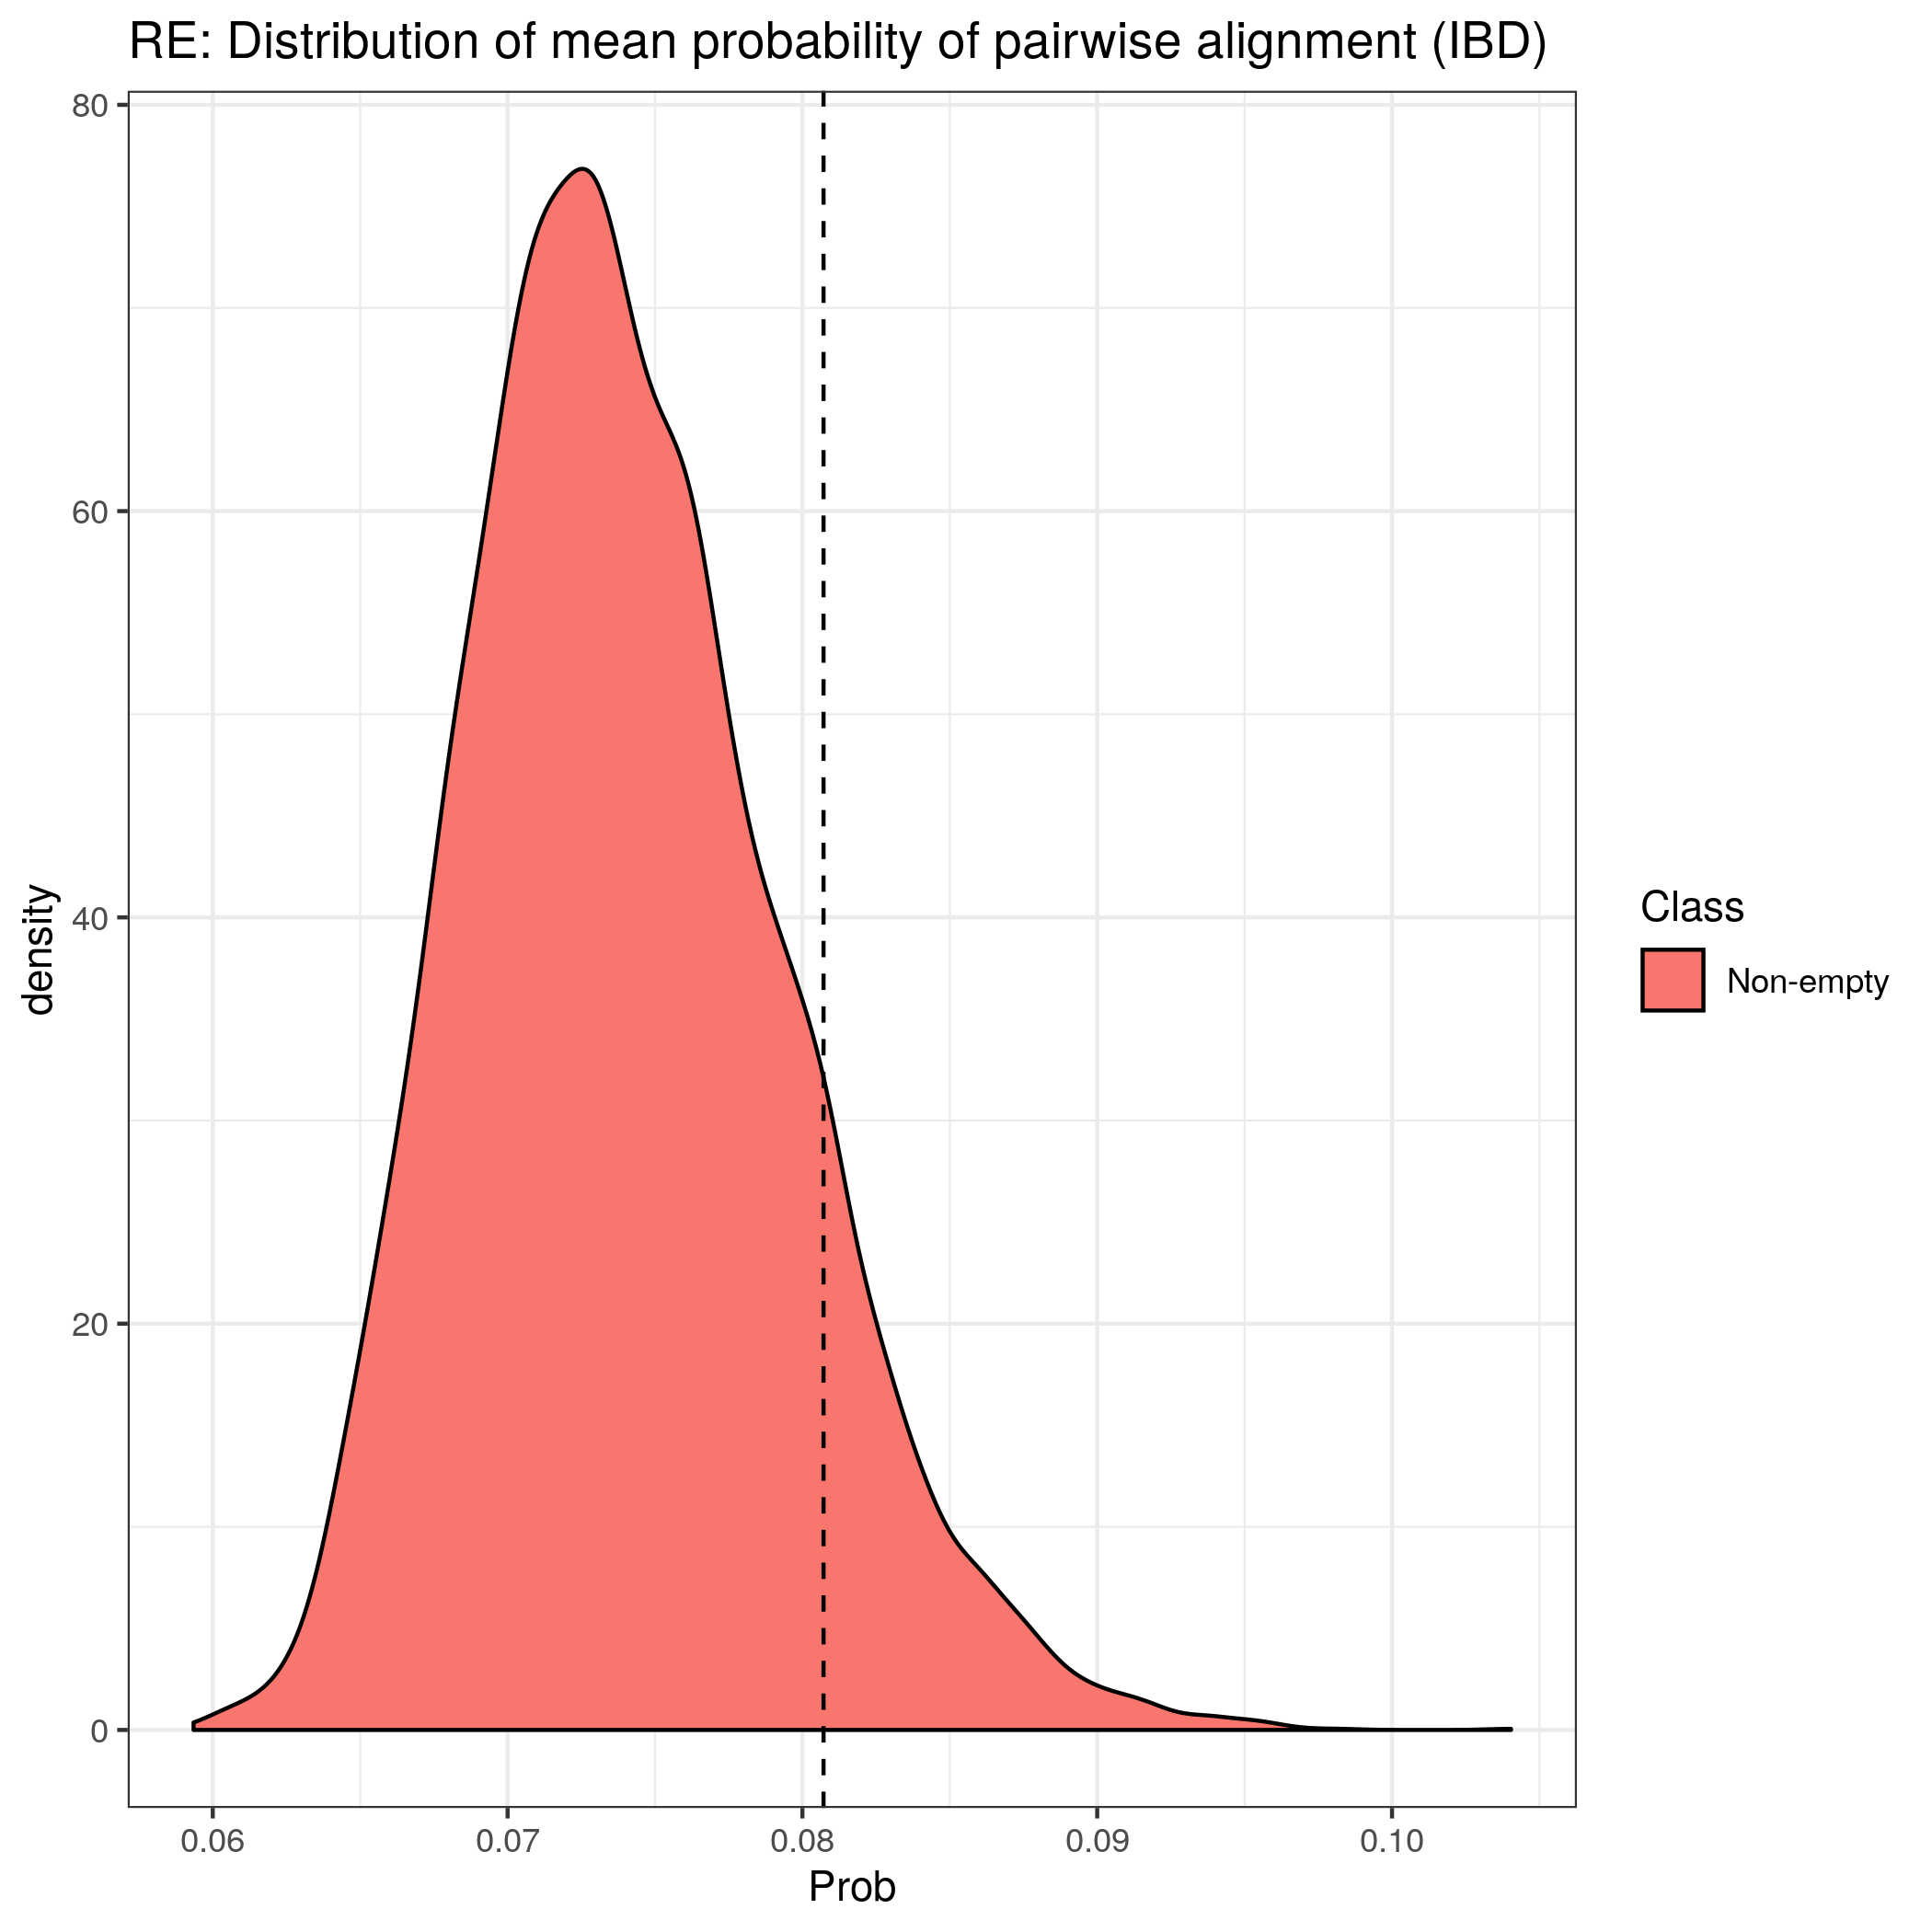 RE: Distribution of mean probability of pairwise alignment (IBD)
80
60
40
20
0
density
0.06
0.07
0.08
0.09
0.10
Prob
Class
Non-empty